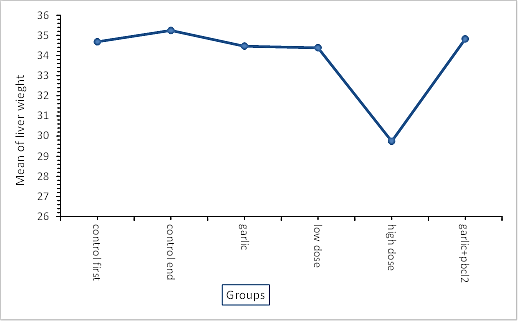 36
35
34
33
32
31
30
29
28
27
26
Mean of liver wieght
control first
control end
garlic
low dose
high dose
garlic+pbcl2
Groups